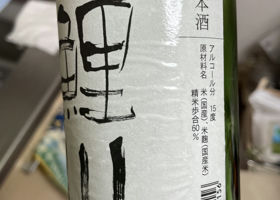 本酒
アルコール分 15度
原材料名 米(国産)、米麹(国産米)
精米歩合60%
鯉川